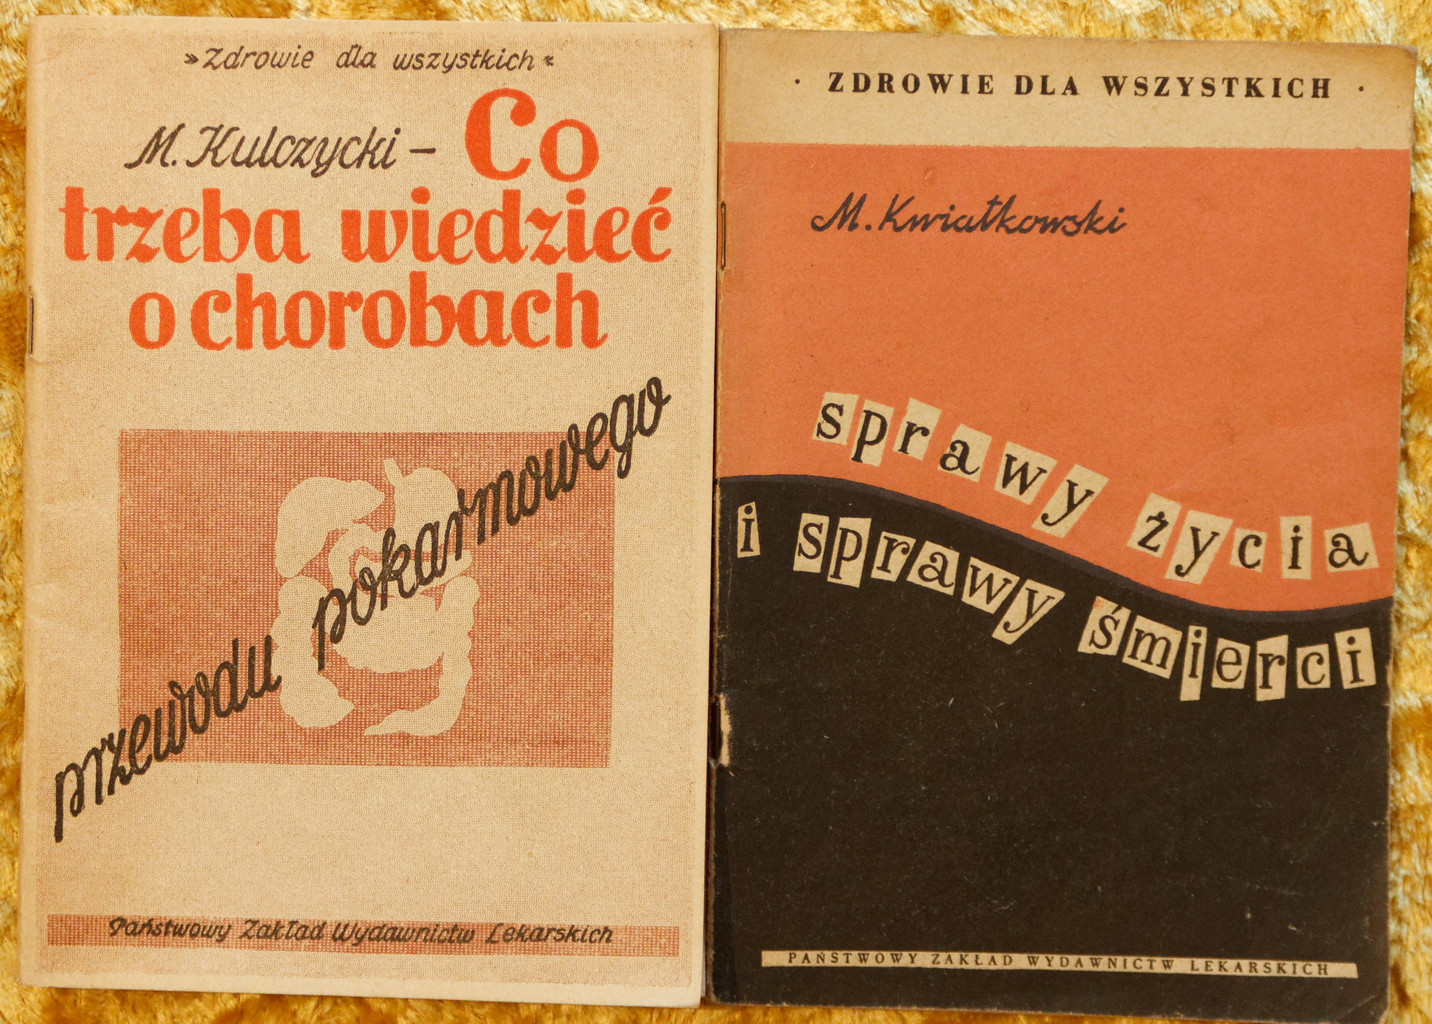 »Zdrowie dla wszystkich«
M. Kulczycki – Co
trzeba wiedzieć
o chorobach
przewodu pokarmowego
Państwowy Zakład Wydawnictw Lekarskich
· ZDROWIE DLA WSZYSTKICH ·
M. Kwiatkowski
sprawy życia
i sprawy śmierci
PAŃSTWOWY ZAKŁAD WYDAWNICTW LEKARSKICH